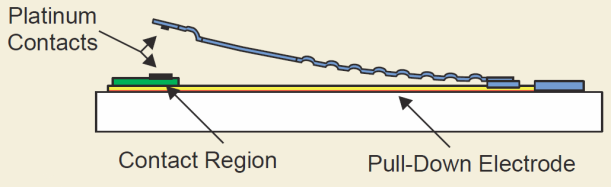 Platinum
Contacts
Contact Region
Pull-Down Electrode